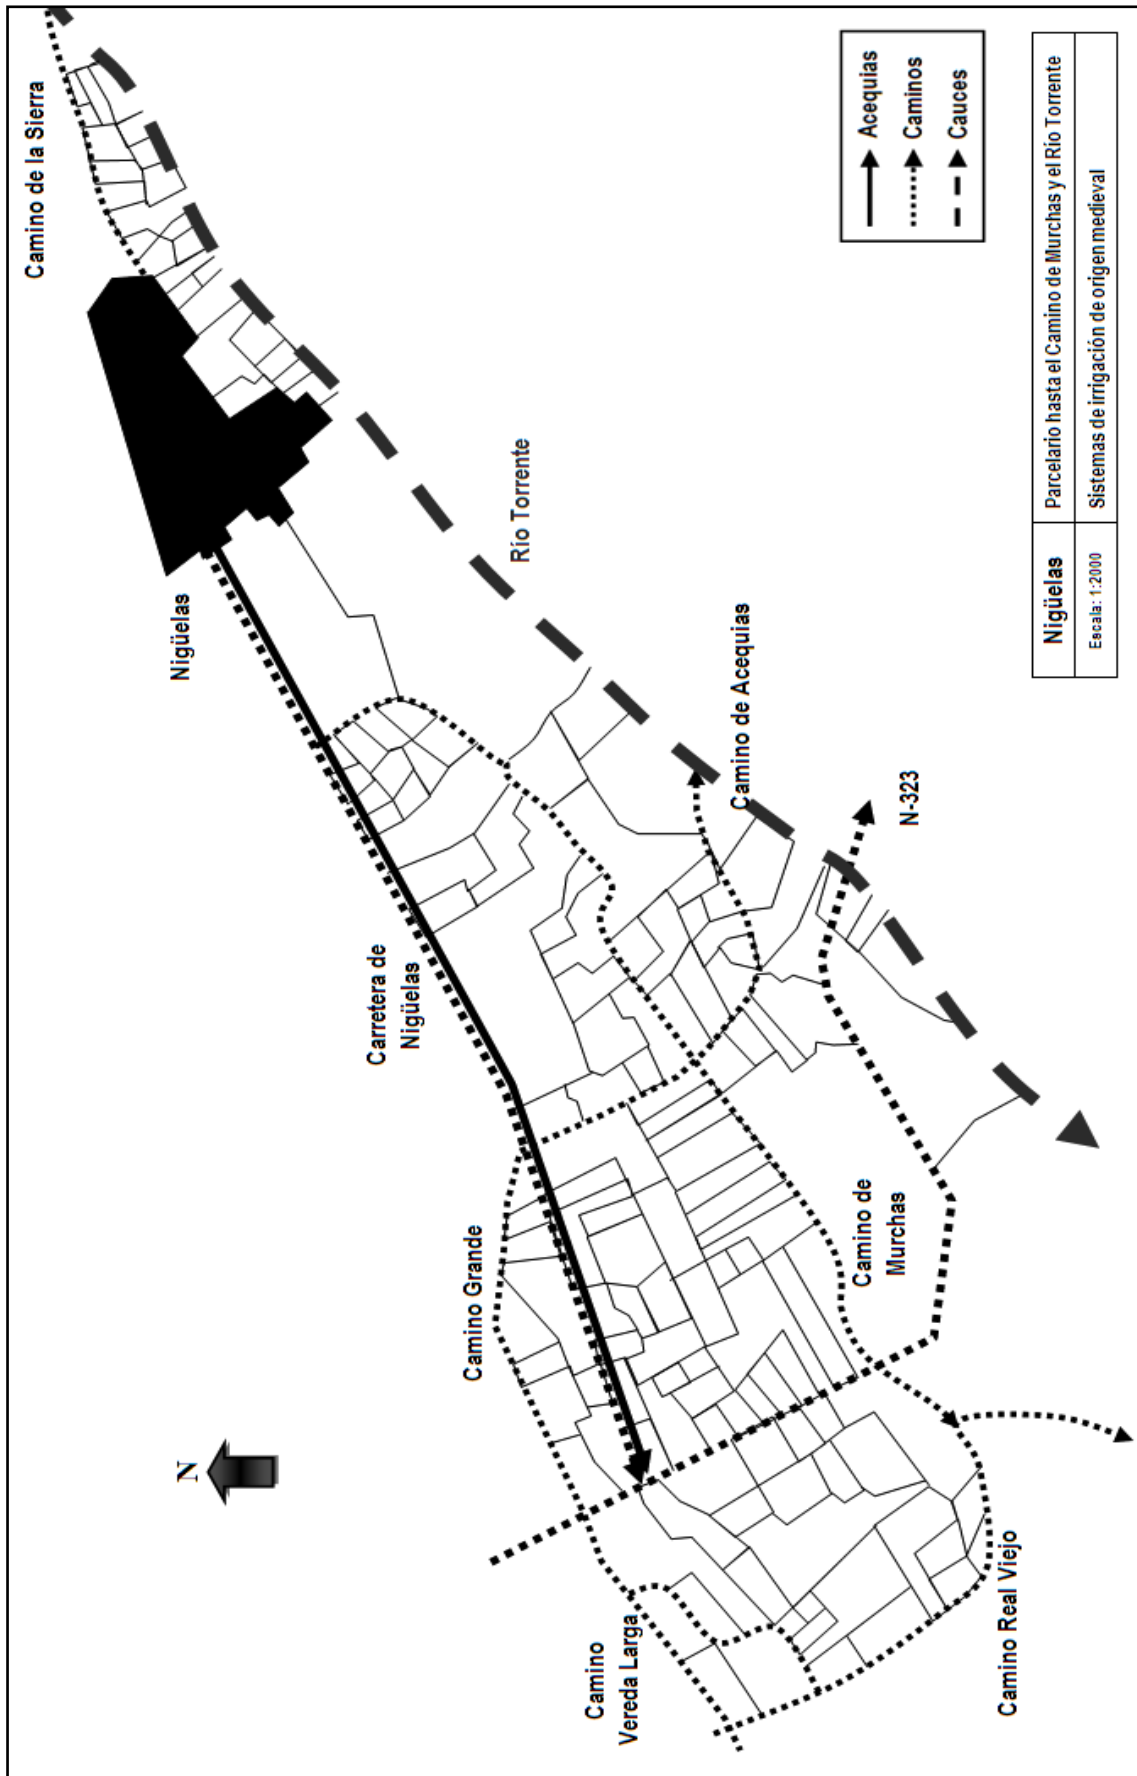 Camino de la Sierra
Nigüelas
Río Torrente
Camino de Acequias
N-323
Carretera de
Nigüelas
Camino Grande
Camino de
Murchas
Camino
Vereda Larga
Camino Real Viejo
N
Acequias
Caminos
Cauces
Nigüelas
Parcelario hasta el Camino de Murchas y el Río Torrente
Escala: 1:2000
Sistemas de irrigación de origen medieval